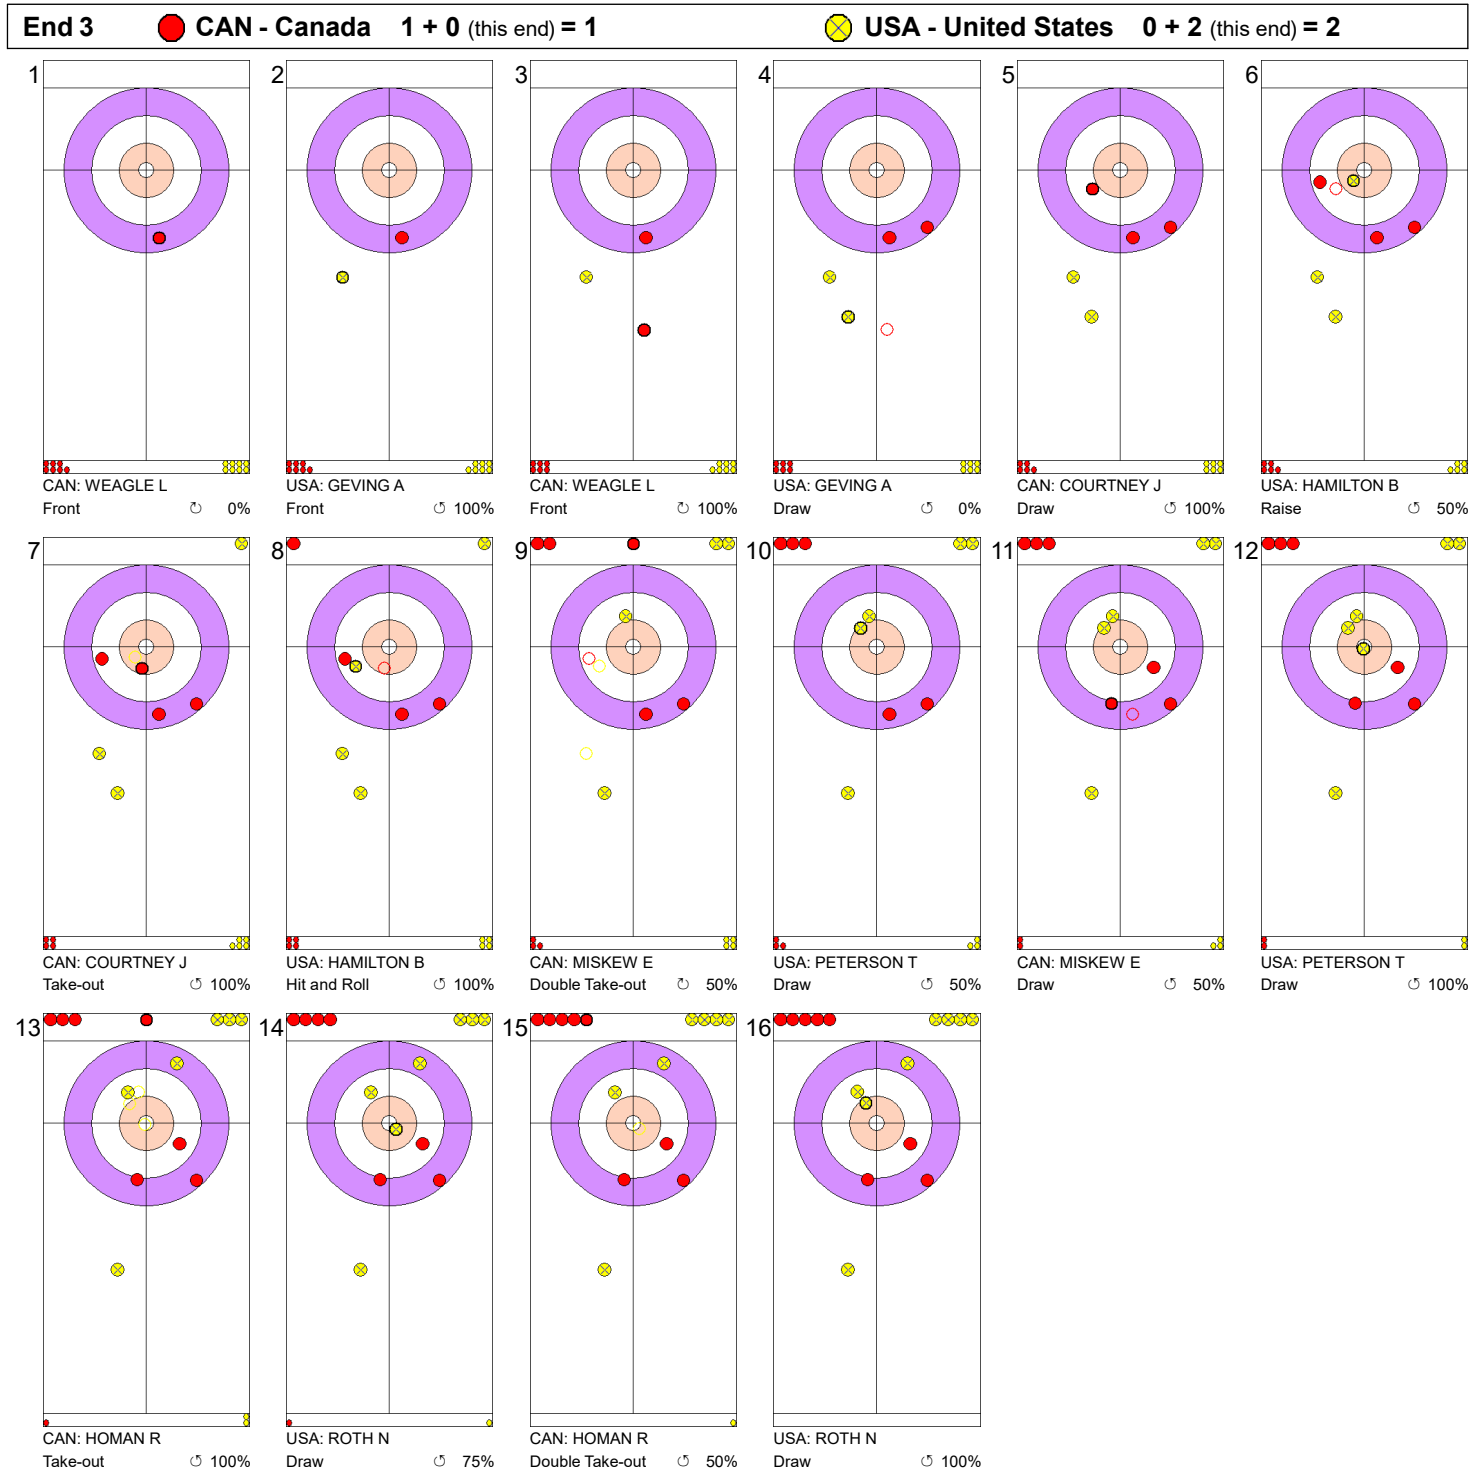 End 3 CAN - Canada 1 + 0 (this end) = 1 USA - United States 0 + 2 (this end) = 2
1 2 3 4 5 6
CAN: WEAGLE L USA: GEVING A CAN: WEAGLE L USA: GEVING A CAN: COURTNEY J USA: HAMILTON B
Front ↻ 0% Front ↺ 100% Front ↻ 100% Draw ↺ 0% Draw ↺ 100% Raise ↺ 50%
7 8 9 10 11 12
CAN: COURTNEY J USA: HAMILTON B CAN: MISKEW E USA: PETERSON T CAN: MISKEW E USA: PETERSON T
Take-out ↺ 100% Hit and Roll ↺ 100% Double Take-out ↻ 50% Draw ↺ 50% Draw ↺ 50% Draw ↺ 100%
13 14 15 16
CAN: HOMAN R USA: ROTH N CAN: HOMAN R USA: ROTH N
Take-out ↺ 100% Draw ↺ 75% Double Take-out ↺ 50% Draw ↺ 100%